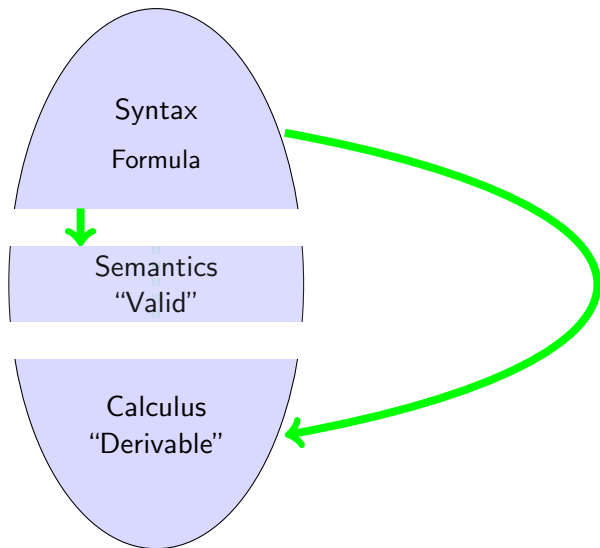 Syntax
Formula
Semantics
“Valid”
Calculus
“Derivable”